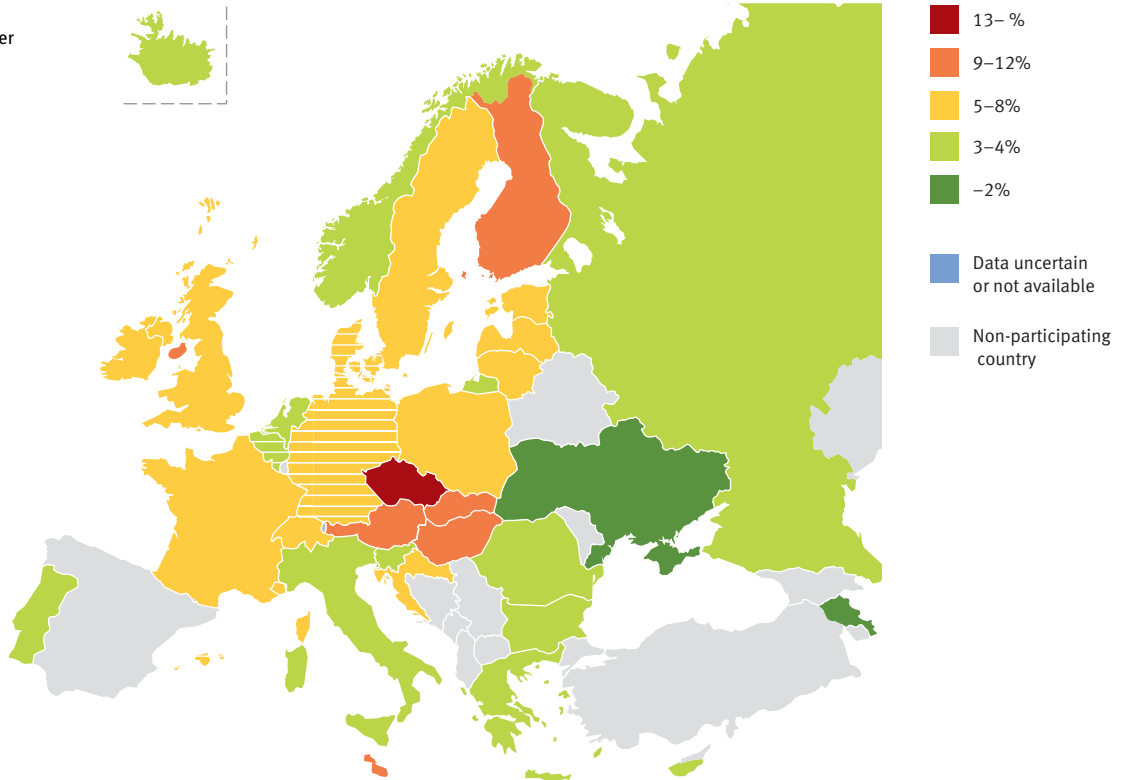 er
13– %
9–12%
5–8%
3–4%
–2%
Data uncertain
or not available
Non-participating
country